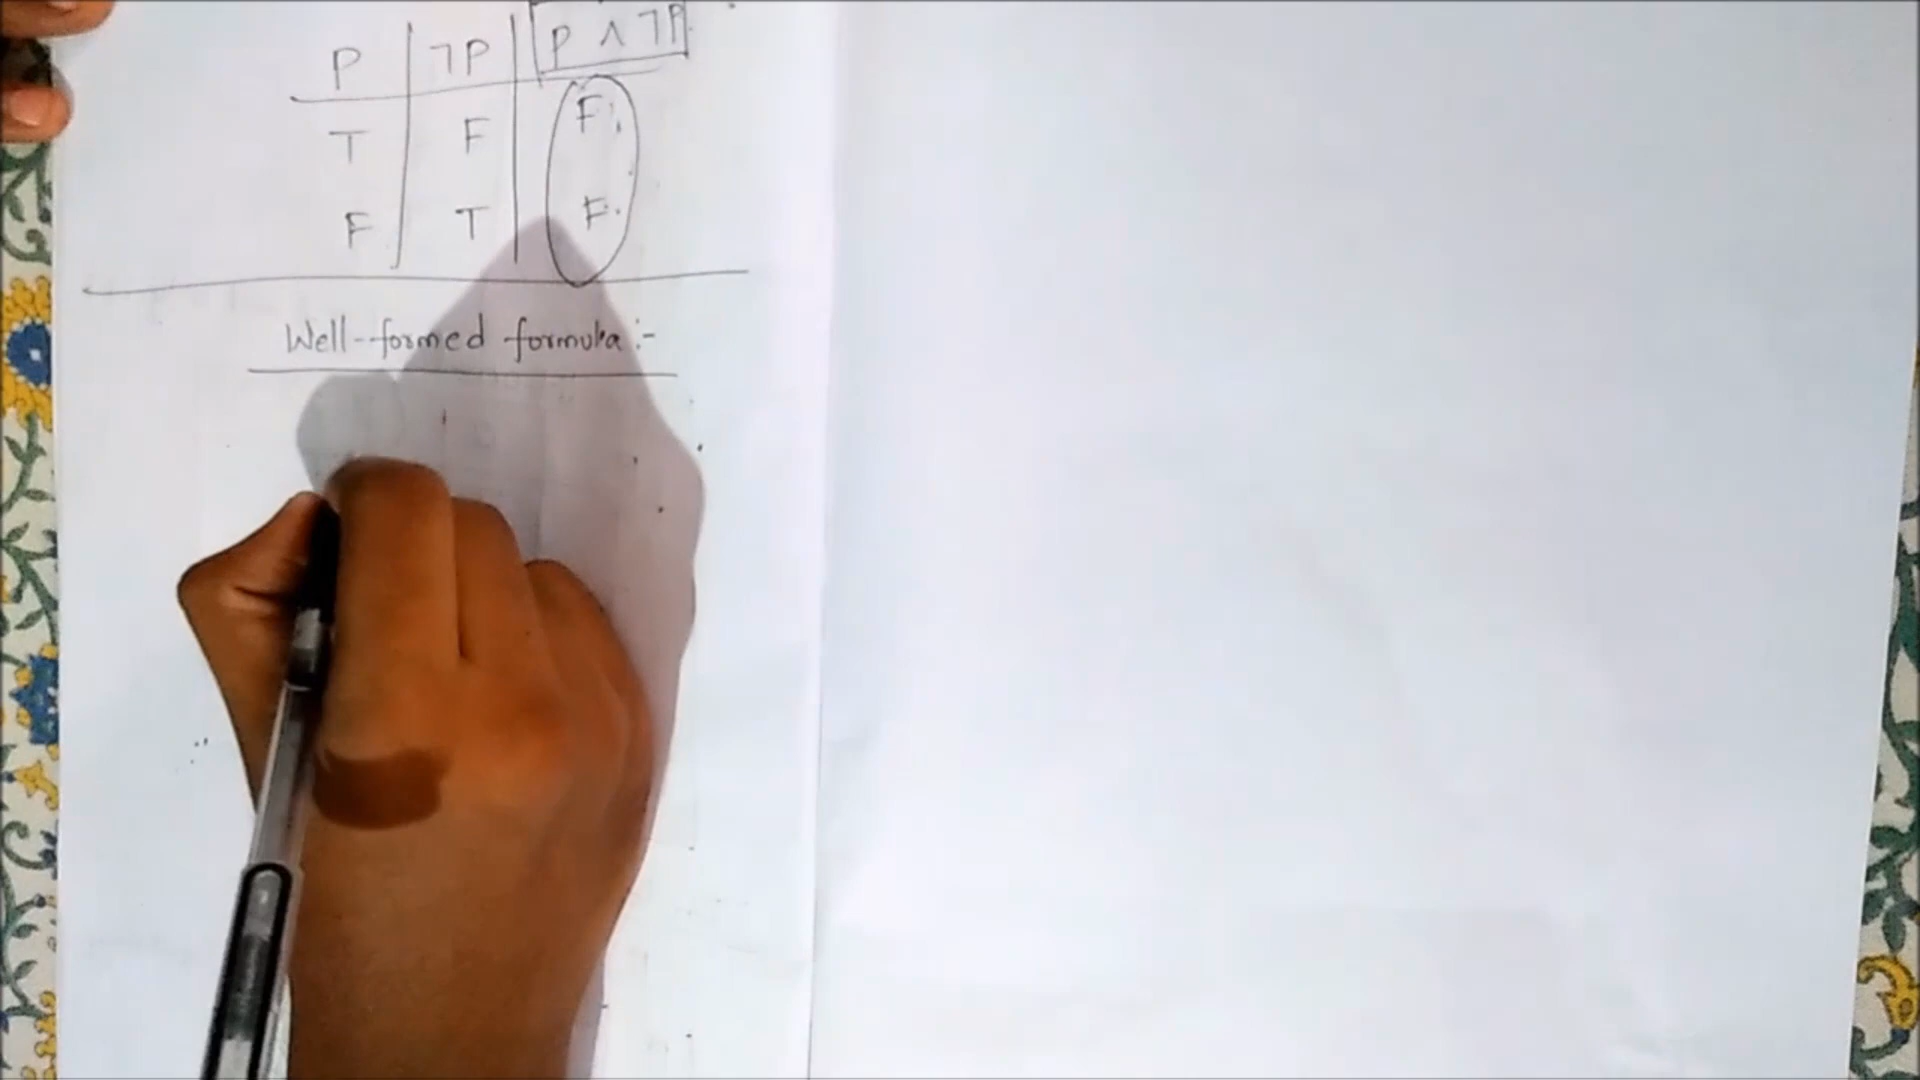 P | ¬P | P ∧ ¬P
T | F | F
F | T | F
Well-formed formula :-